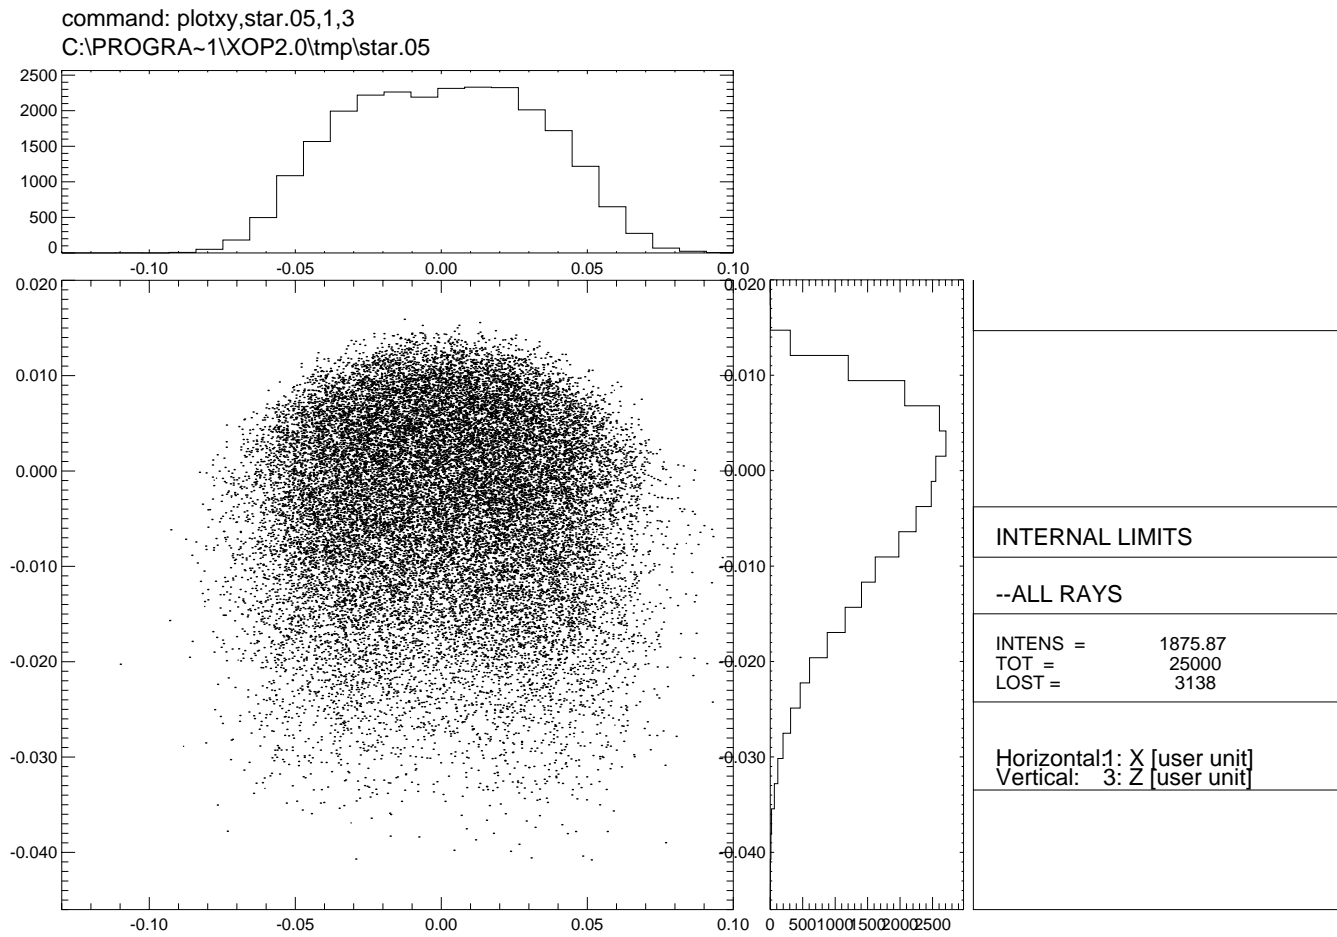 command: plotxy,star.05,1,3
C:\PROGRA~1\XOP2.0\tmp\star.05
2500
2000
1500
1000
500
0
-0.10 -0.05 0.00 0.05 0.10
0.020 0.020
0.010 0.010
0.000 0.000
-0.010 -0.010
-0.020 -0.020
-0.030 -0.030
-0.040 -0.040
-0.10 -0.05 0.00 0.05 0.10
0 500 1000 1500 2000 2500
INTERNAL LIMITS
--ALL RAYS
INTENS = 1875.87
TOT = 25000
LOST = 3138
Horizontal:1: X [user unit]
Vertical: 3: Z [user unit]